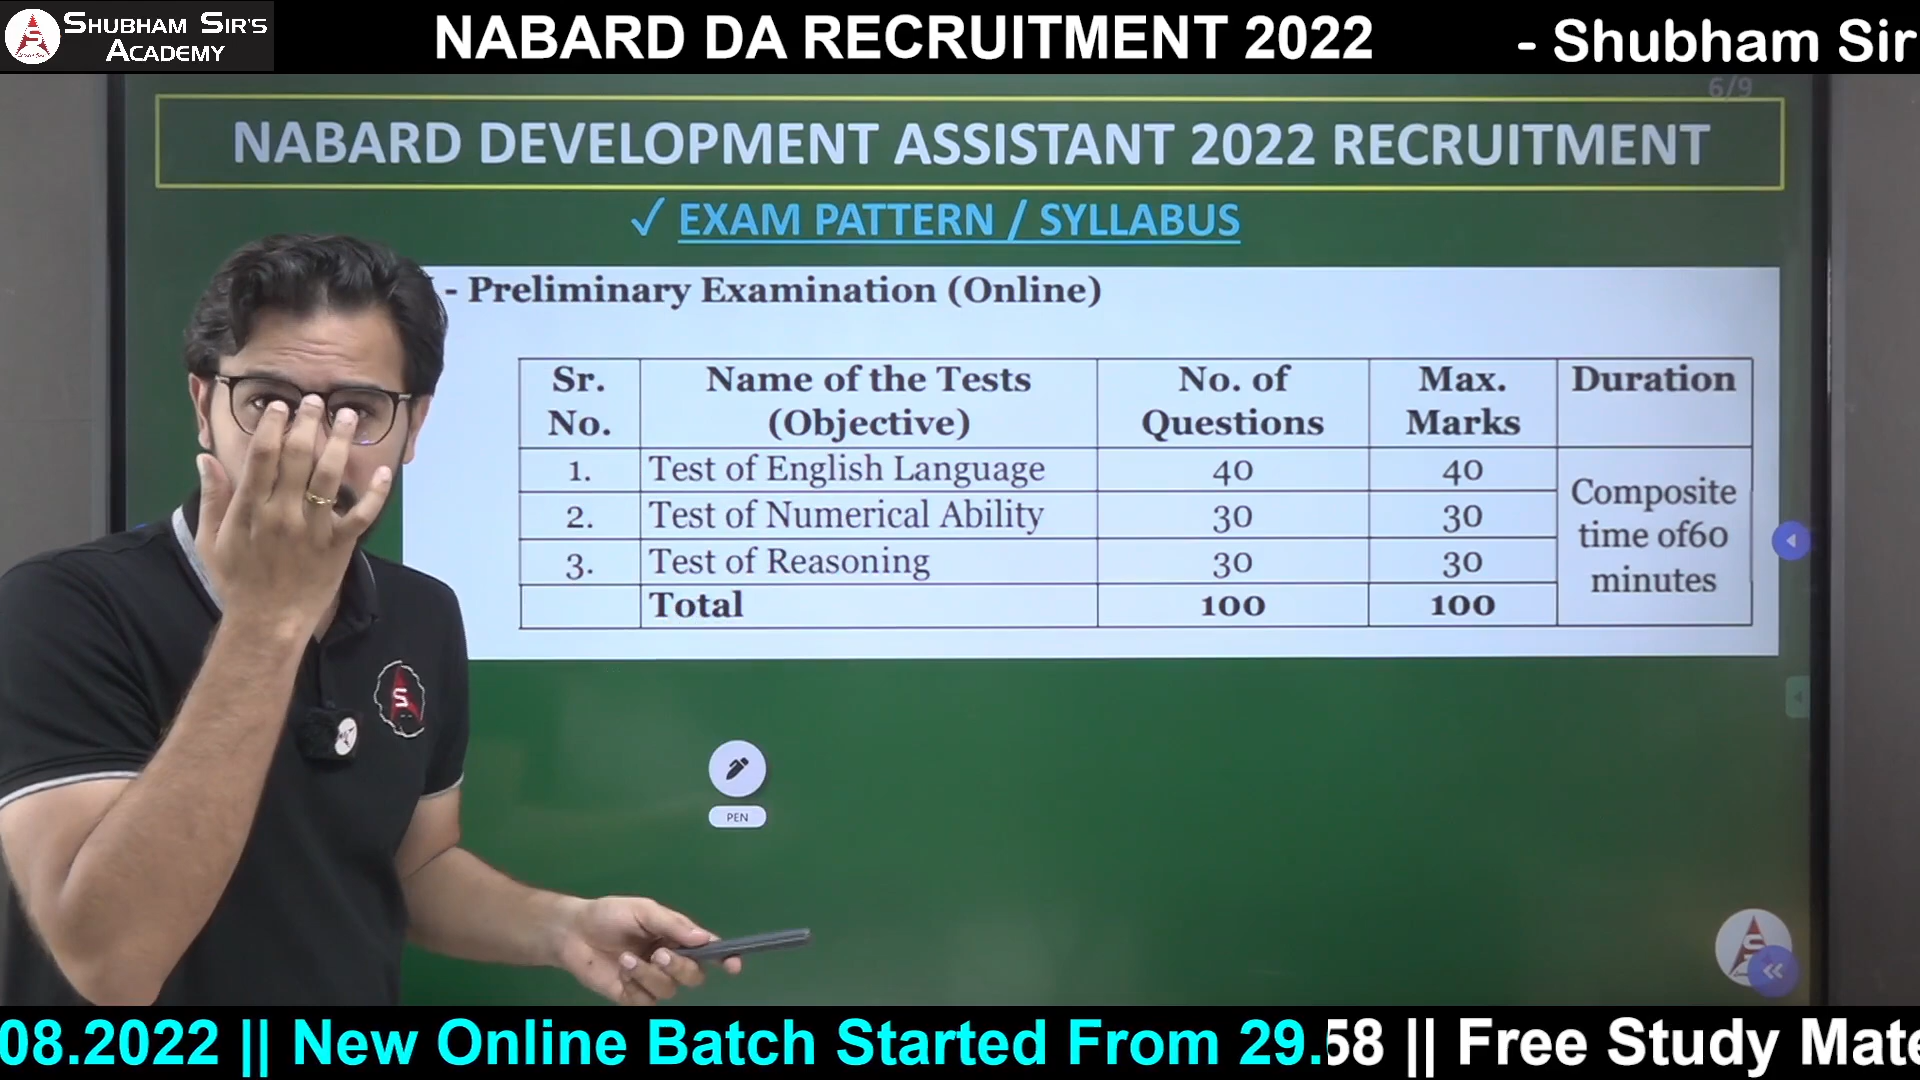 SHUBHAM SIR'S
ACADEMY
NABARD DA RECRUITMENT 2022
- Shubham Sir
6/9
NABARD DEVELOPMENT ASSISTANT 2022 RECRUITMENT
✓ EXAM PATTERN / SYLLABUS
- Preliminary Examination (Online)
Sr. No. Name of the Tests (Objective) No. of Questions Max. Marks Duration
1. Test of English Language 40 40 Composite time of60 minutes
2. Test of Numerical Ability 30 30
3. Test of Reasoning 30 30
Total 100 100
PEN
S
08.2022 || New Online Batch Started From 29.58 || Free Study Mate